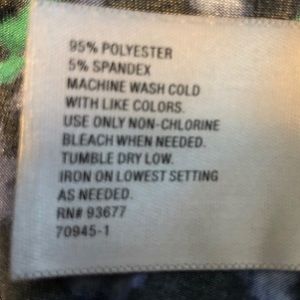 95% POLYESTER
5% SPANDEX
MACHINE WASH COLD
WITH LIKE COLORS.
USE ONLY NON-CHLORINE
BLEACH WHEN NEEDED.
TUMBLE DRY LOW.
IRON ON LOWEST SETTING
AS NEEDED.
RN# 93677
70945-1